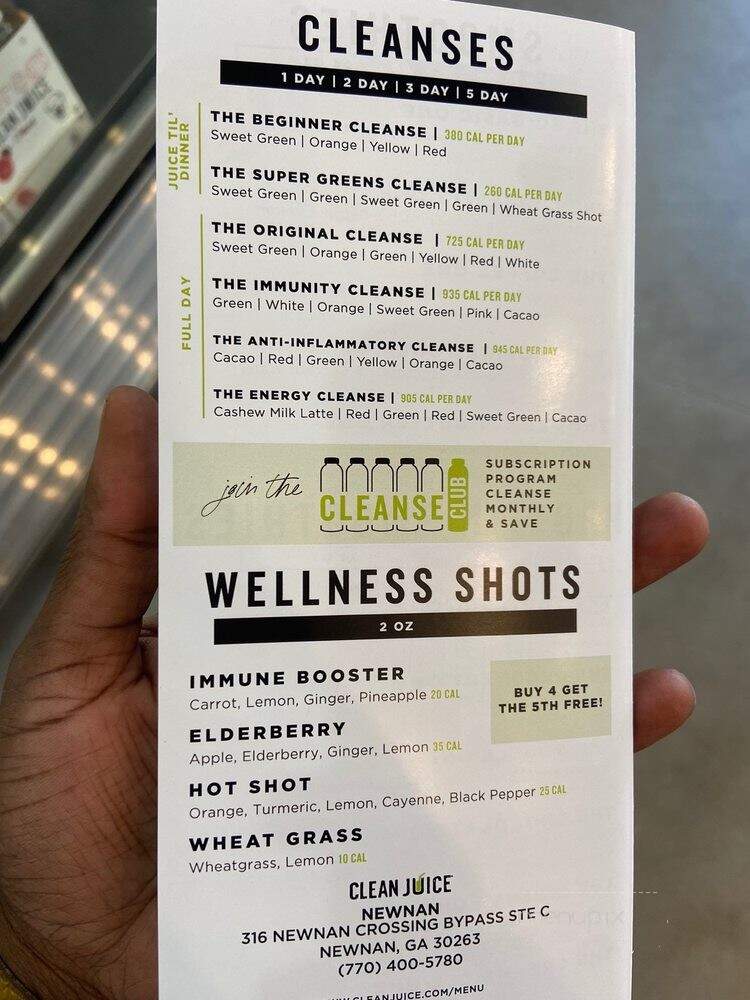 CLEANSES
1 DAY | 2 DAY | 3 DAY | 5 DAY
JUICE TIL'
DINNER
THE BEGINNER CLEANSE | 380 CAL PER DAY
Sweet Green | Orange | Yellow | Red
THE SUPER GREENS CLEANSE | 260 CAL PER DAY
Sweet Green | Green | Sweet Green | Green | Wheat Grass Shot
FULL DAY
THE ORIGINAL CLEANSE | 725 CAL PER DAY
Sweet Green | Orange | Green | Yellow | Red | White
THE IMMUNITY CLEANSE | 935 CAL PER DAY
Green | White | Orange | Sweet Green | Pink | Cacao
THE ANTI-INFLAMMATORY CLEANSE | 945 CAL PER DAY
Cacao | Red | Green | Yellow | Orange | Cacao
THE ENERGY CLEANSE | 905 CAL PER DAY
Cashew Milk Latte | Red | Green | Red | Sweet Green | Cacao
join the
CLEANSE
CLUB
SUBSCRIPTION
PROGRAM
CLEANSE
MONTHLY
& SAVE
WELLNESS SHOTS
2 OZ
IMMUNE BOOSTER
Carrot, Lemon, Ginger, Pineapple 20 CAL
BUY 4 GET
THE 5TH FREE!
ELDERBERRY
Apple, Elderberry, Ginger, Lemon 35 CAL
HOT SHOT
Orange, Turmeric, Lemon, Cayenne, Black Pepper 25 CAL
WHEAT GRASS
Wheatgrass, Lemon 10 CAL
CLEAN JUICE
NEWNAN
316 NEWNAN CROSSING BYPASS STE C
NEWNAN, GA 30263
(770) 400-5780
WWW.CLEANJUICE.COM/MENU